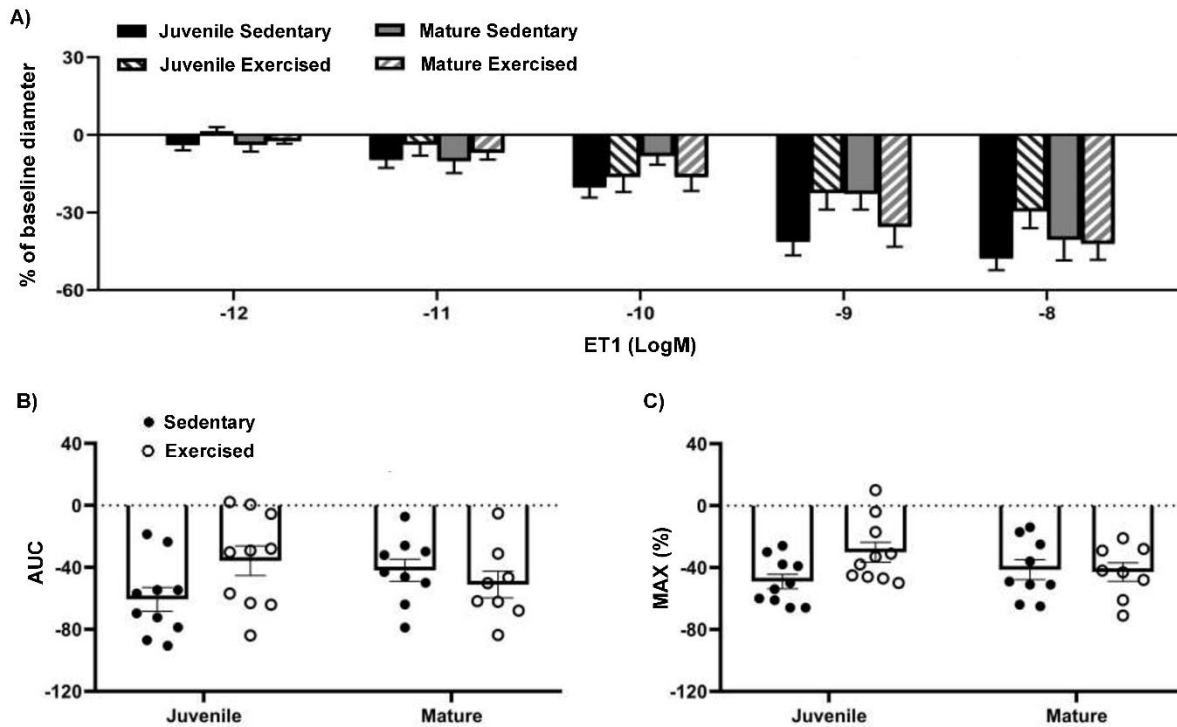 A)
Juvenile Sedentary
Mature Sedentary
Juvenile Exercised
Mature Exercised
% of baseline diameter
30
0
-30
-60
-12 -11 -10 -9 -8
ET1 (LogM)
B)
Sedentary
Exercised
AUC
40
0
-40
-80
-120
Juvenile Mature
C)
MAX (%)
40
0
-40
-80
-120
Juvenile Mature